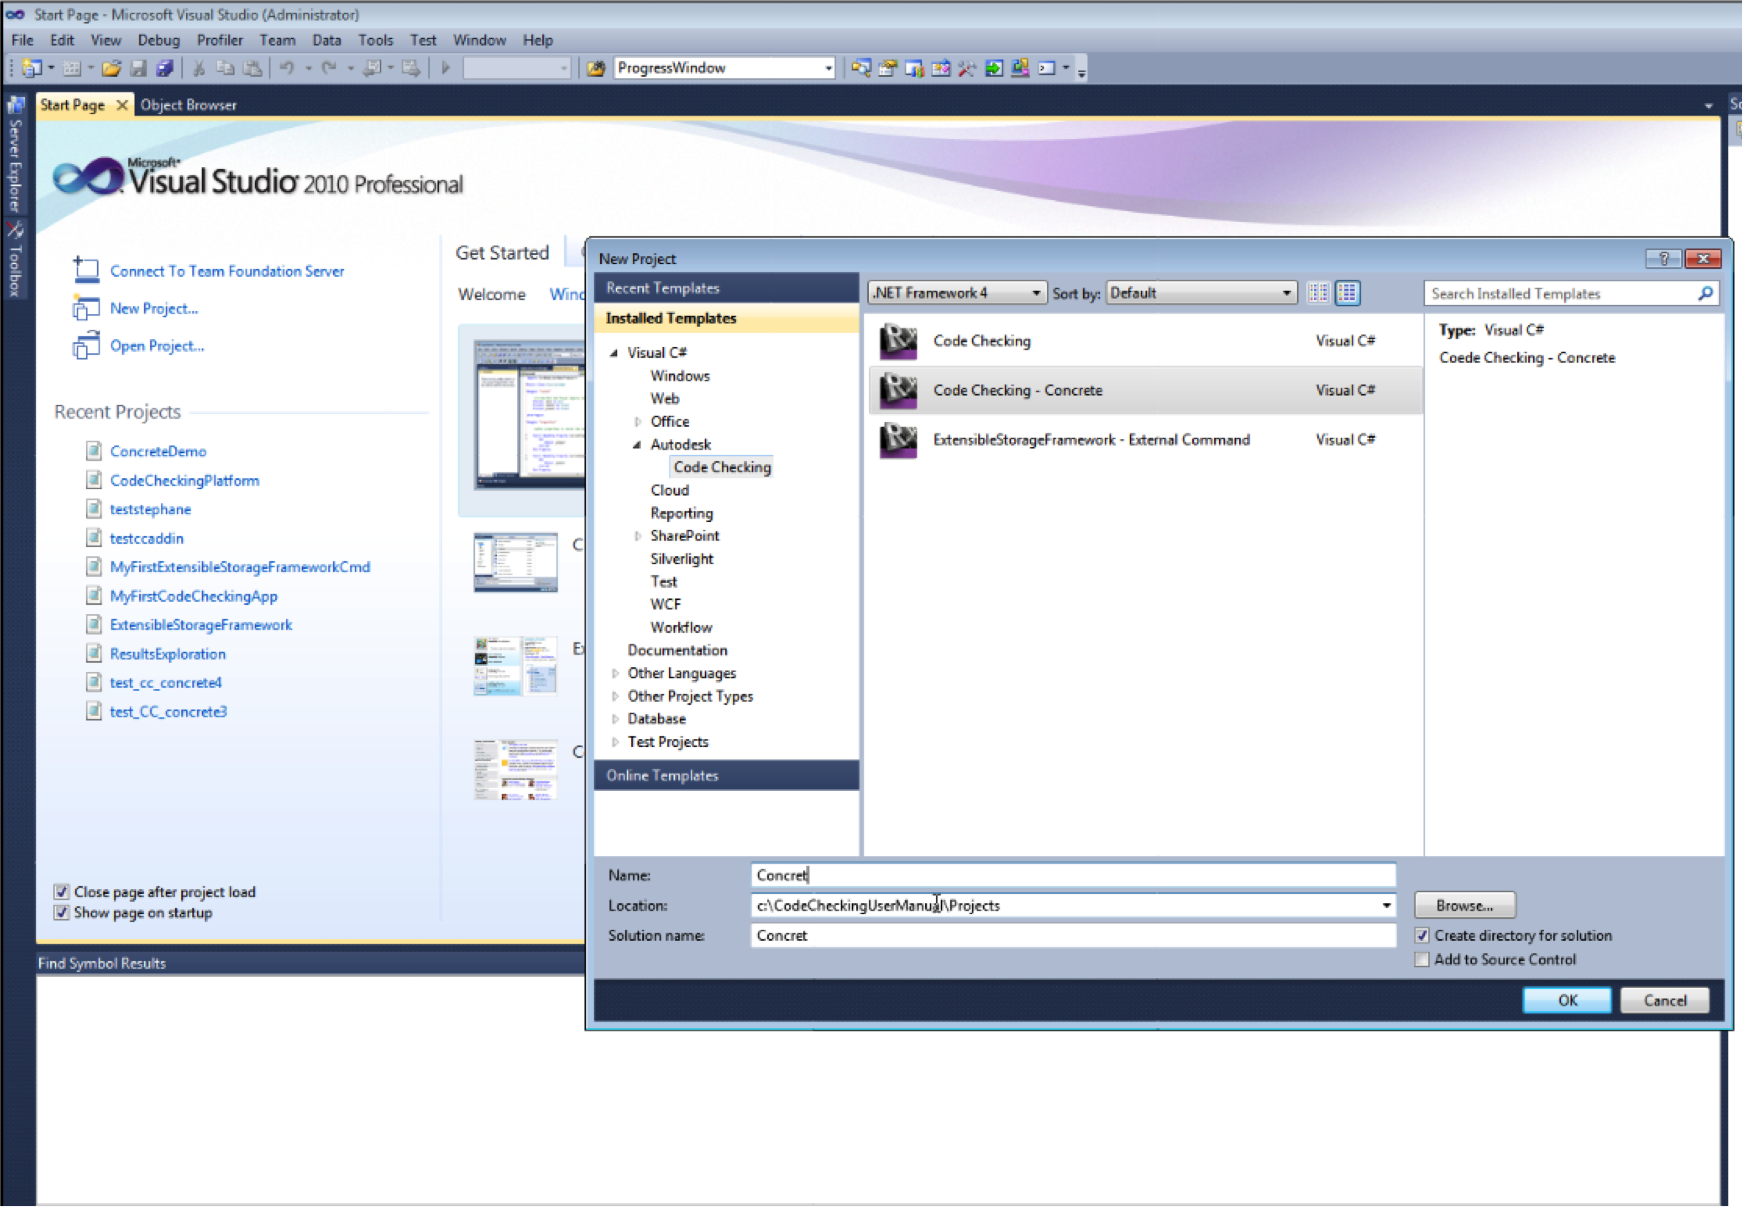 Start Page - Microsoft Visual Studio (Administrator)
File Edit View Debug Profiler Team Data Tools Test Window Help
ProgressWindow
Start Page Object Browser
Server Explorer
Toolbox
Microsoft
Visual Studio 2010 Professional
Connect To Team Foundation Server
New Project...
Open Project...
Recent Projects
ConcreteDemo
CodeCheckingPlatform
teststephane
testccaddin
MyFirstExtensibleStorageFrameworkCmd
MyFirstCodeCheckingApp
ExtensibleStorageFramework
ResultsExploration
test_cc_concrete4
test_CC_concrete3
Close page after project load
Show page on startup
Get Started
Welcome
Find Symbol Results
New Project
Recent Templates
Installed Templates
Visual C#
Windows
Web
Office
Autodesk
Code Checking
Cloud
Reporting
SharePoint
Silverlight
Test
WCF
Workflow
Documentation
Other Languages
Other Project Types
Database
Test Projects
Online Templates
.NET Framework 4 Sort by: Default
Search Installed Templates
Code Checking Visual C#
Code Checking - Concrete Visual C#
ExtensibleStorageFramework - External Command Visual C#
Type: Visual C#
Coede Checking - Concrete
Name: Concret
Location: c:\CodeCheckingUserManual\Projects
Browse...
Solution name: Concret
Create directory for solution
Add to Source Control
OK Cancel